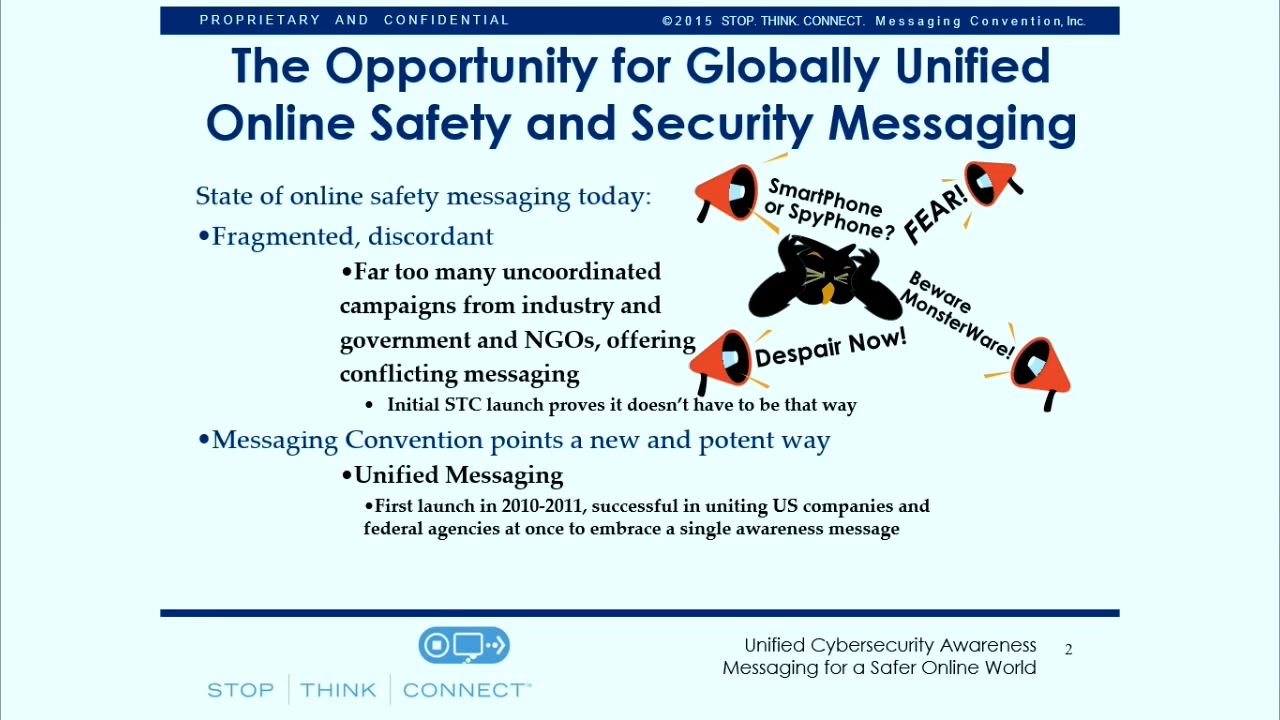 PROPRIETARY AND CONFIDENTIAL
©2015 STOP. THINK. CONNECT. Messaging Convention, Inc.
The Opportunity for Globally Unified
Online Safety and Security Messaging
State of online safety messaging today:
•Fragmented, discordant
•Far too many uncoordinated
campaigns from industry and
government and NGOs, offering
conflicting messaging
• Initial STC launch proves it doesn't have to be that way
•Messaging Convention points a new and potent way
•Unified Messaging
•First launch in 2010-2011, successful in uniting US companies and
federal agencies at once to embrace a single awareness message
SmartPhone
or SpyPhone?
FEAR!
Beware
MonsterWare!
Despair Now!
STOP | THINK | CONNECT™
Unified Cybersecurity Awareness
Messaging for a Safer Online World
2